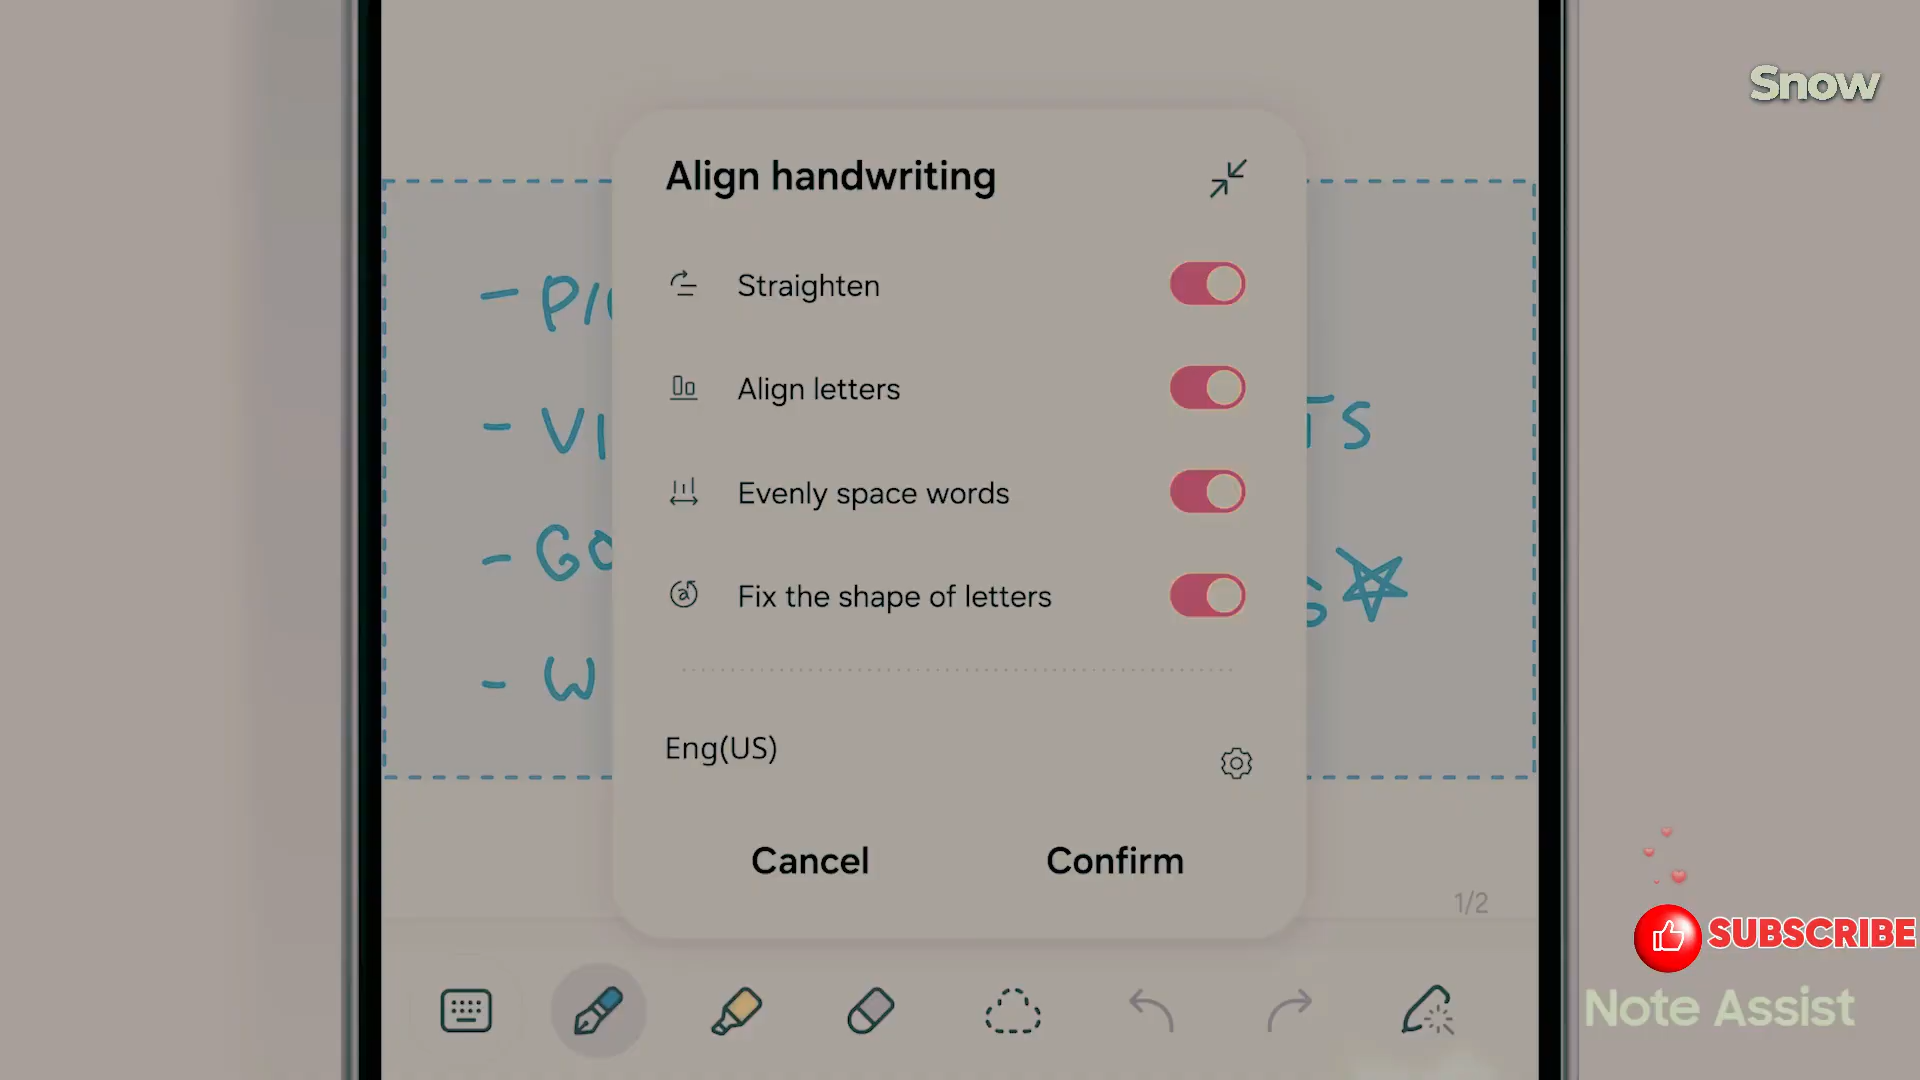 Snow
Align handwriting
Straighten
Align letters
Evenly space words
Fix the shape of letters
Eng(US)
Cancel
Confirm
1/2
SUBSCRIBE
Note Assist